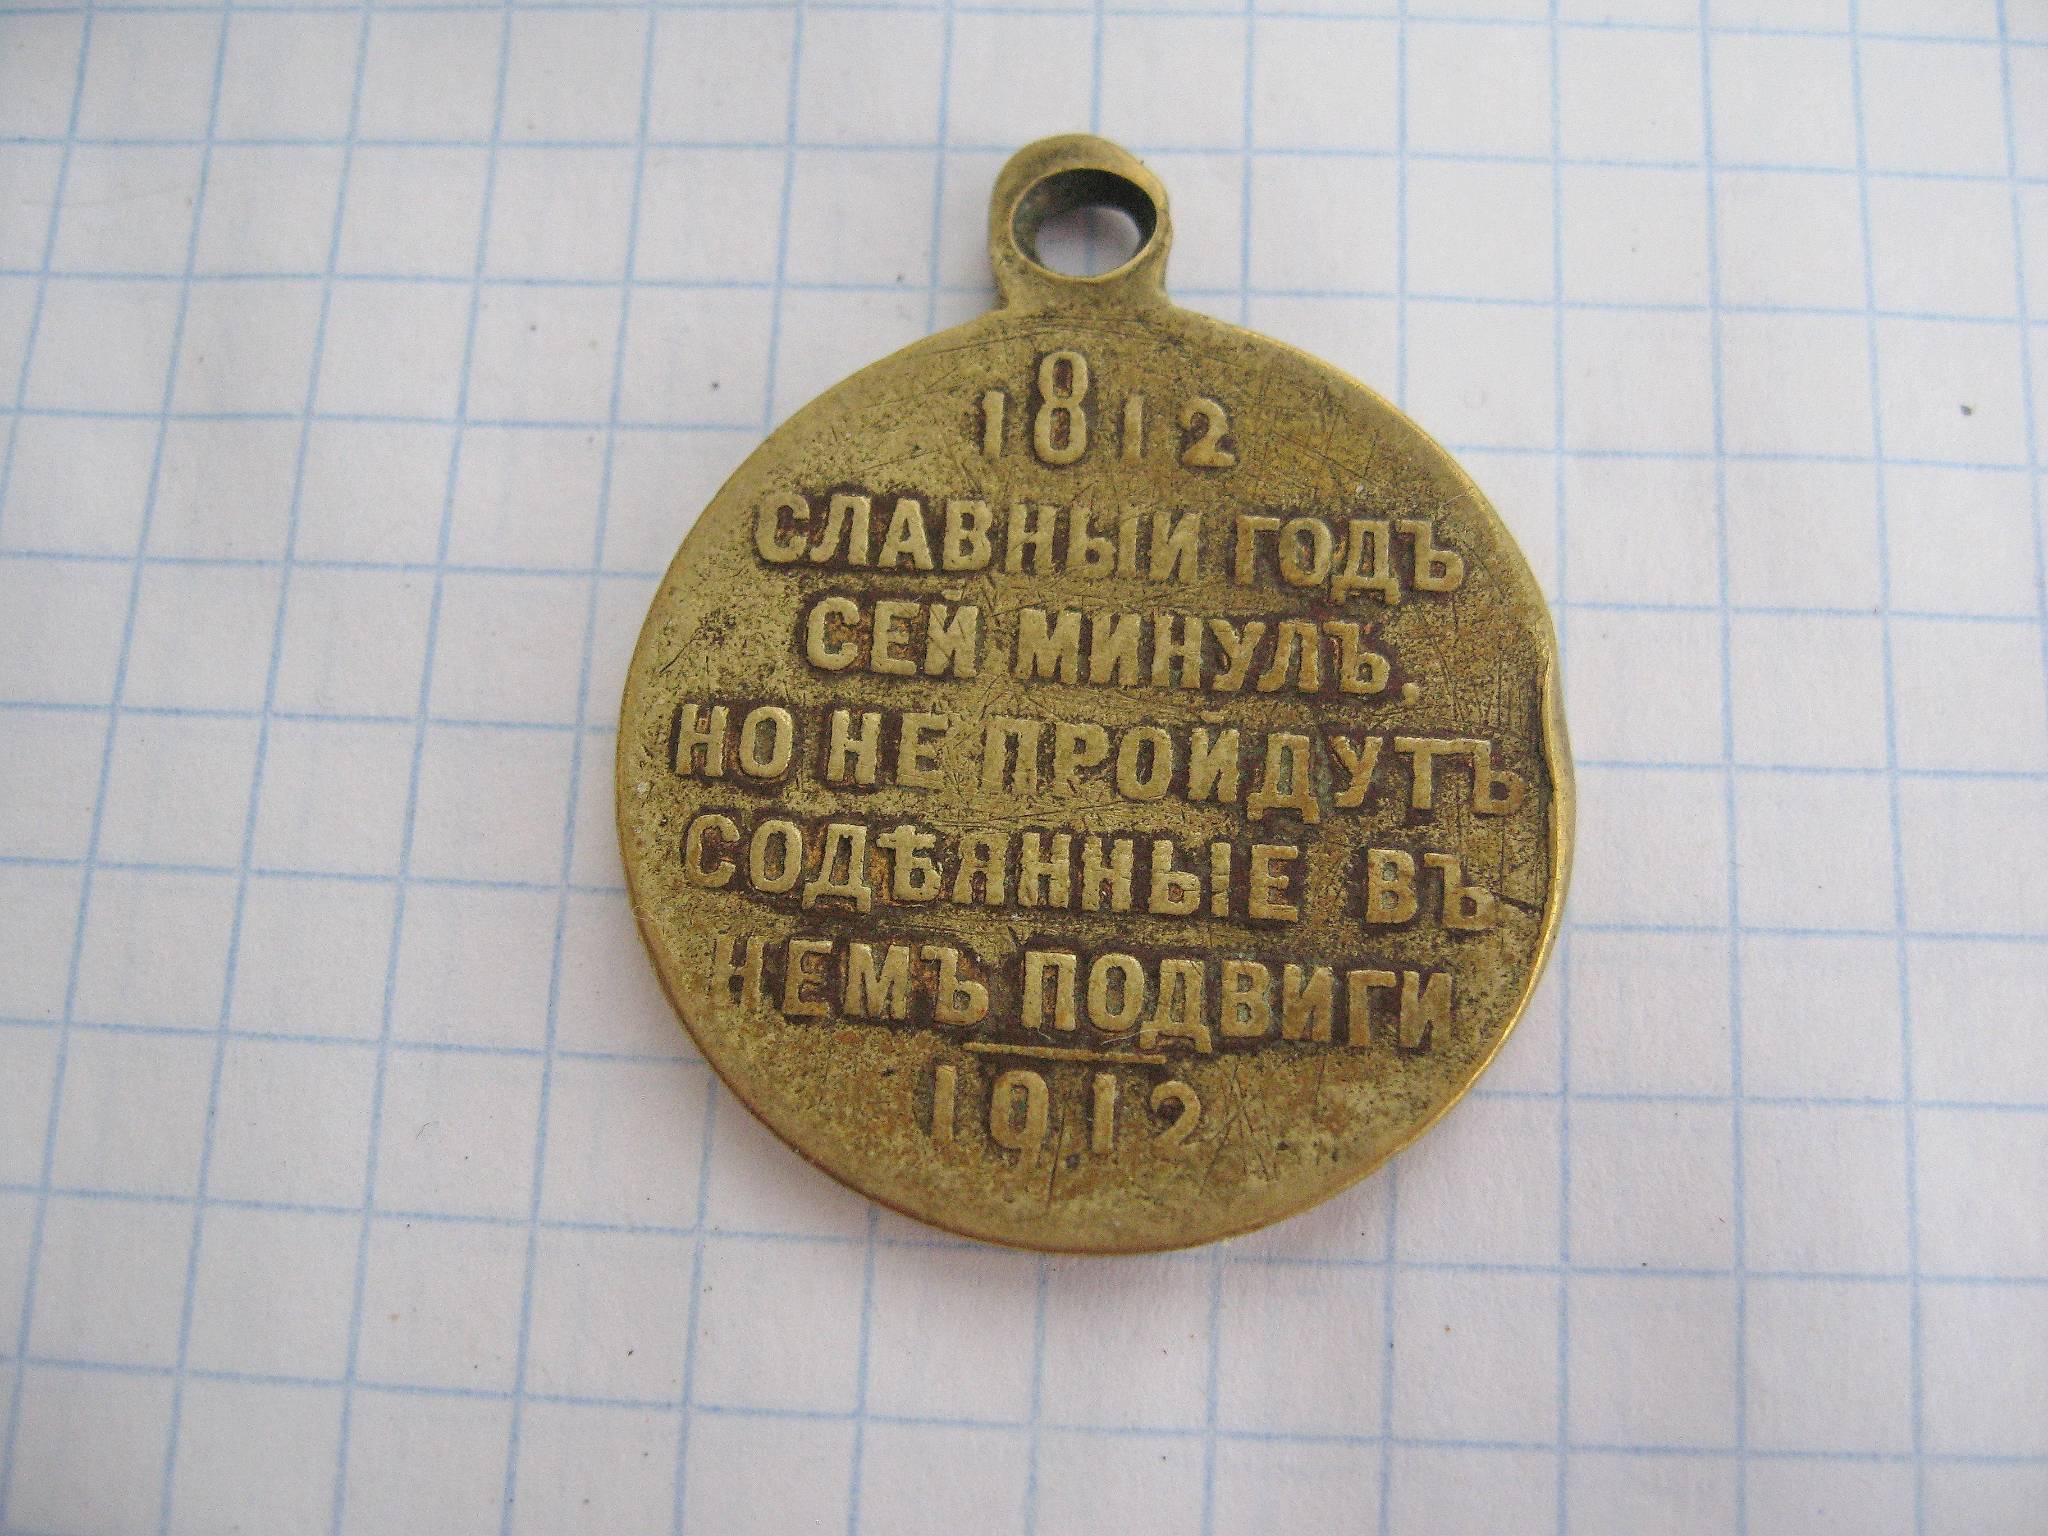 1812
СЛАВНЫЙ ГОДЪ
СЕЙ МИНУЛЪ,
НО НЕ ПРОЙДУТЪ
СОДѢЯННЫЕ ВЪ
НЕМЪ ПОДВИГИ
1912